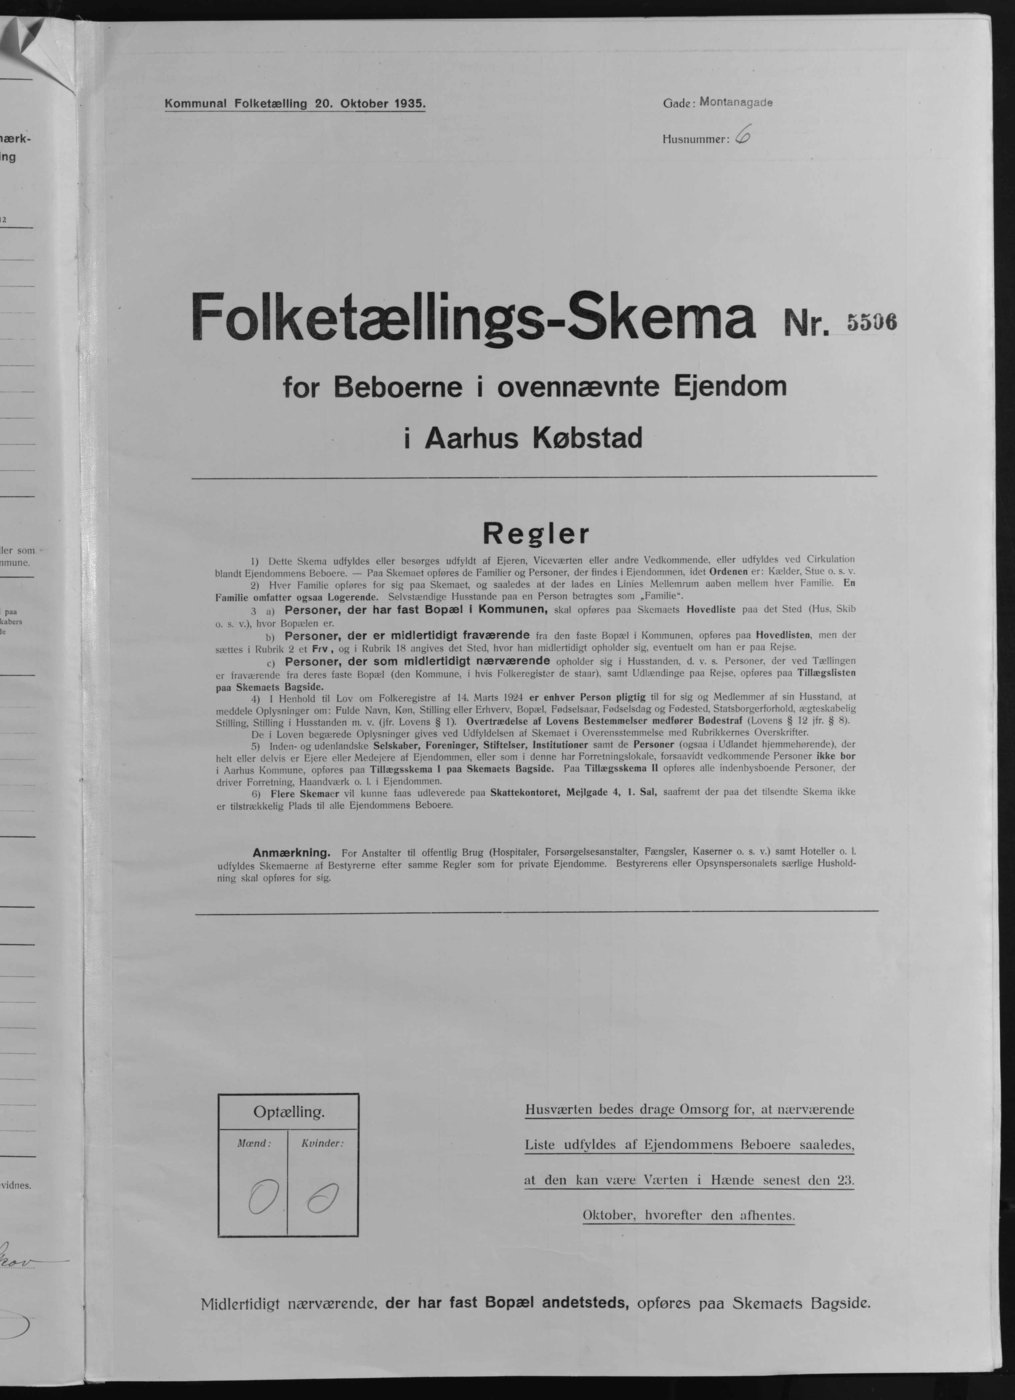 ærk-
ing
12
ler som
mmune.
paa
kabers
vidnes.
Kommunal Folketælling 20. Oktober 1935.
Gade: Montanagade
Husnummer: 6
Folketællings-Skema Nr. 5506
for Beboerne i ovennævnte Ejendom
i Aarhus Købstad
Regler
1) Dette Skema udfyldes eller besørges udfyldt af Ejeren, Viceværten eller andre Vedkommende, eller udfyldes ved Cirkulation
blandt Ejendommens Beboere. — Paa Skemaet opføres de Familier og Personer, der findes i Ejendommen, idet Ordenen er: Kælder, Stue o. s. v.
2) Hver Familie opføres for sig paa Skemaet, og saaledes at der lades en Linies Mellemrum aaben mellem hver Familie. En
Familie omfatter ogsaa Logerende. Selvstændige Husstande paa en Person betragtes som „Familie“.
3 a) Personer, der har fast Bopæl i Kommunen, skal opføres paa Skemaets Hovedliste paa det Sted (Hus, Skib
o. s. v.), hvor Bopælen er.
b) Personer, der er midlertidigt fraværende fra den faste Bopæl i Kommunen, opføres paa Hovedlisten, men der
sættes i Rubrik 2 et Frv., og i Rubrik 18 angives det Sted, hvor han midlertidigt opholder sig, eventuelt om han er paa Rejse.
c) Personer, der som midlertidigt nærværende opholder sig i Husstanden, d. v. s. Personer, der ved Tællingen
er fraværende fra deres faste Bopæl (den Kommune, i hvis Folkeregister de staar), samt Udlændinge paa Rejse, opføres paa Tillægslisten
paa Skemaets Bagside.
4) I Henhold til Lov om Folkeregistre af 14. Marts 1924 er enhver Person pligtig til for sig og Medlemmer af sin Husstand, at
meddele Oplysninger om: Fulde Navn, Køn, Stilling eller Erhverv, Bopæl, Fødselsaar, Fødselsdag og Fødested, Statsborgerforhold, ægteskabelig
Stilling, Stilling i Husstanden m. v. (jfr. Lovens § 1). Overtrædelse af Lovens Bestemmelser medfører Bødestraf (Lovens § 12 jfr. § 8).
De i Loven begærede Oplysninger gives ved Udfyldelsen af Skemaet i Overensstemmelse med Rubrikkernes Overskrifter.
5) Inden- og udenlandske Selskaber, Foreninger, Stiftelser, Institutioner samt de Personer (ogsaa i Udlandet hjemmehørende), der
helt eller delvis er Ejere eller Medejere af Ejendommen, eller som i denne har Forretningslokale, forsaavidt vedkommende Personer ikke bor
i Aarhus Kommune, opføres paa Tillægsskema I paa Skemaets Bagside. Paa Tillægsskema II opføres alle indenbysboende Personer, der
driver Forretning, Haandværk o. l. i Ejendommen.
6) Flere Skemaer vil kunne faas udleverede paa Skattekontoret, Mejlgade 4, 1. Sal, saafremt der paa det tilsendte Skema ikke
er tilstrækkelig Plads til alle Ejendommens Beboere.
Anmærkning. For Anstalter til offentlig Brug (Hospitaler, Forsørgelsesanstalter, Fængsler, Kaserner o. s. v.) samt Hoteller o. l.
udfyldes Skemaerne af Bestyrerne efter samme Regler som for private Ejendomme. Bestyrerens eller Opsynspersonalets særlige Hushold-
ning skal opføres for sig.
Optælling.
Mænd: Kvinder:
0 0
Husværten bedes drage Omsorg for, at nærværende
Liste udfyldes af Ejendommens Beboere saaledes,
at den kan være Værten i Hænde senest den 23.
Oktober, hvorefter den afhentes.
Midlertidigt nærværende, der har fast Bopæl andetsteds, opføres paa Skemaets Bagside.